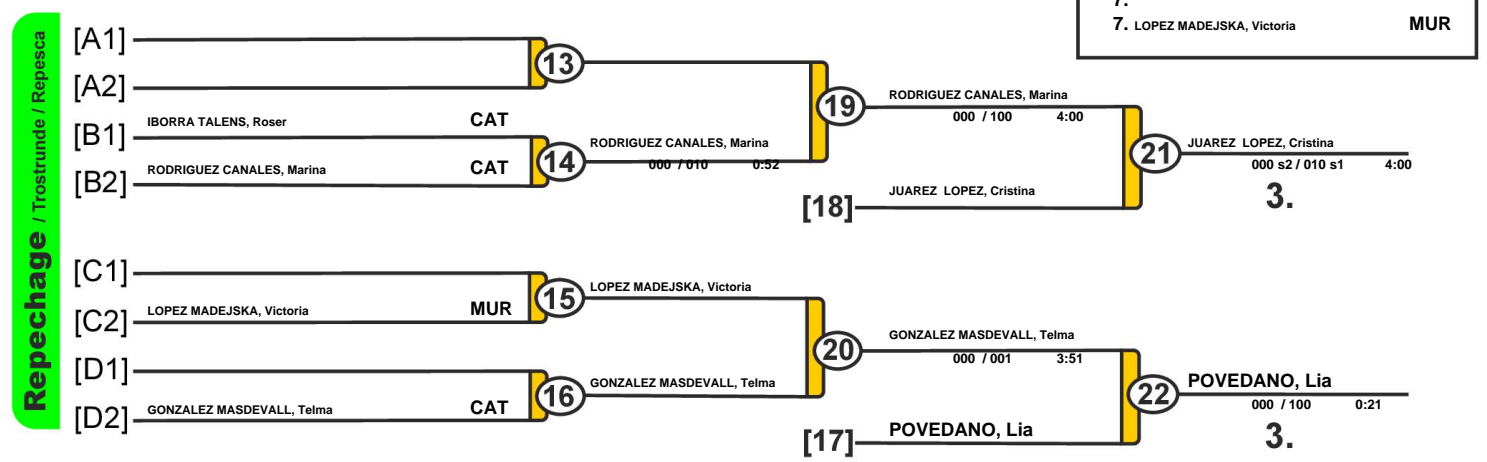 7.
7. LOPEZ MADEJSKA, Victoria MUR
Repechage / Trostrunde / Repesca
[A1]
13
[A2]
19
RODRIGUEZ CANALES, Marina
000 / 100 4:00
IBORRA TALENS, Roser CAT
[B1]
14
RODRIGUEZ CANALES, Marina
000 / 010 0:52
RODRIGUEZ CANALES, Marina CAT
[B2]
21
JUAREZ LOPEZ, Cristina
000 s2 / 010 s1 4:00
3.
JUAREZ LOPEZ, Cristina
[18]
[C1]
15
LOPEZ MADEJSKA, Victoria
LOPEZ MADEJSKA, Victoria MUR
[C2]
20
GONZALEZ MASDEVALL, Telma
000 / 001 3:51
[D1]
16
GONZALEZ MASDEVALL, Telma
GONZALEZ MASDEVALL, Telma CAT
[D2]
22
POVEDANO, Lia
000 / 100 0:21
3.
POVEDANO, Lia
[17]